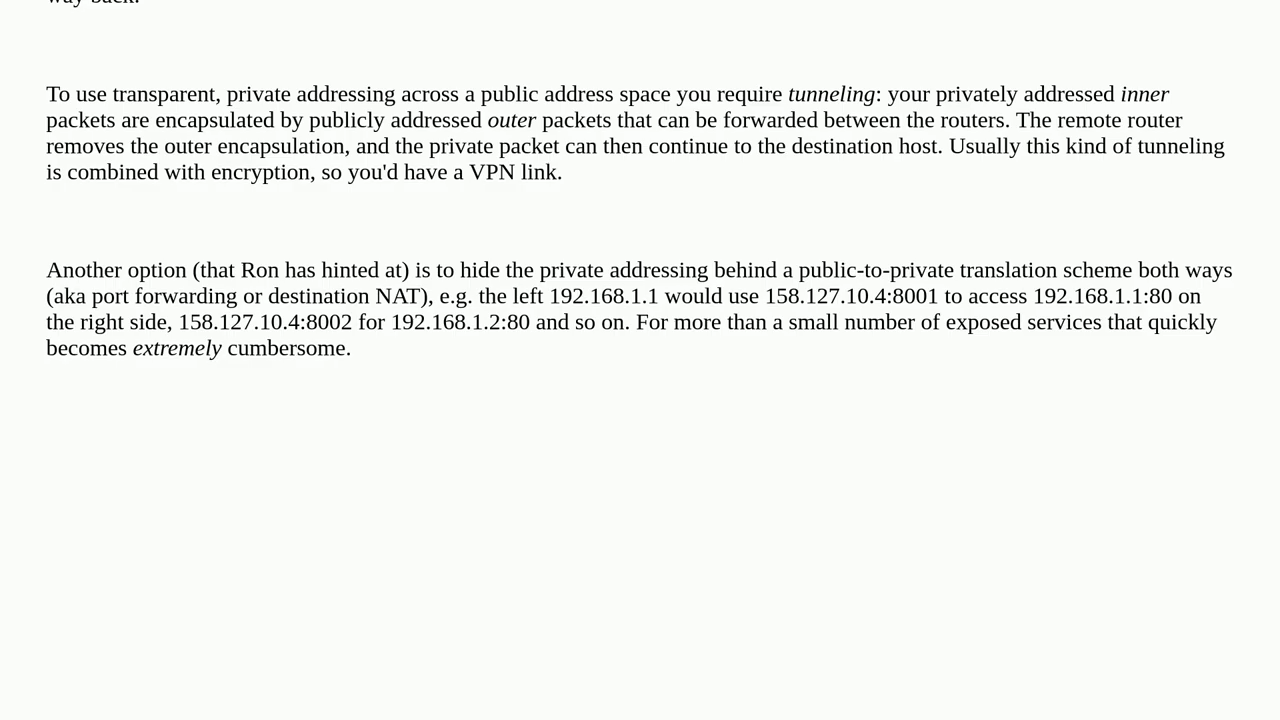 way back.
To use transparent, private addressing across a public address space you require tunneling: your privately addressed inner
packets are encapsulated by publicly addressed outer packets that can be forwarded between the routers. The remote router
removes the outer encapsulation, and the private packet can then continue to the destination host. Usually this kind of tunneling
is combined with encryption, so you'd have a VPN link.
Another option (that Ron has hinted at) is to hide the private addressing behind a public-to-private translation scheme both ways
(aka port forwarding or destination NAT), e.g. the left 192.168.1.1 would use 158.127.10.4:8001 to access 192.168.1.1:80 on
the right side, 158.127.10.4:8002 for 192.168.1.2:80 and so on. For more than a small number of exposed services that quickly
becomes extremely cumbersome.